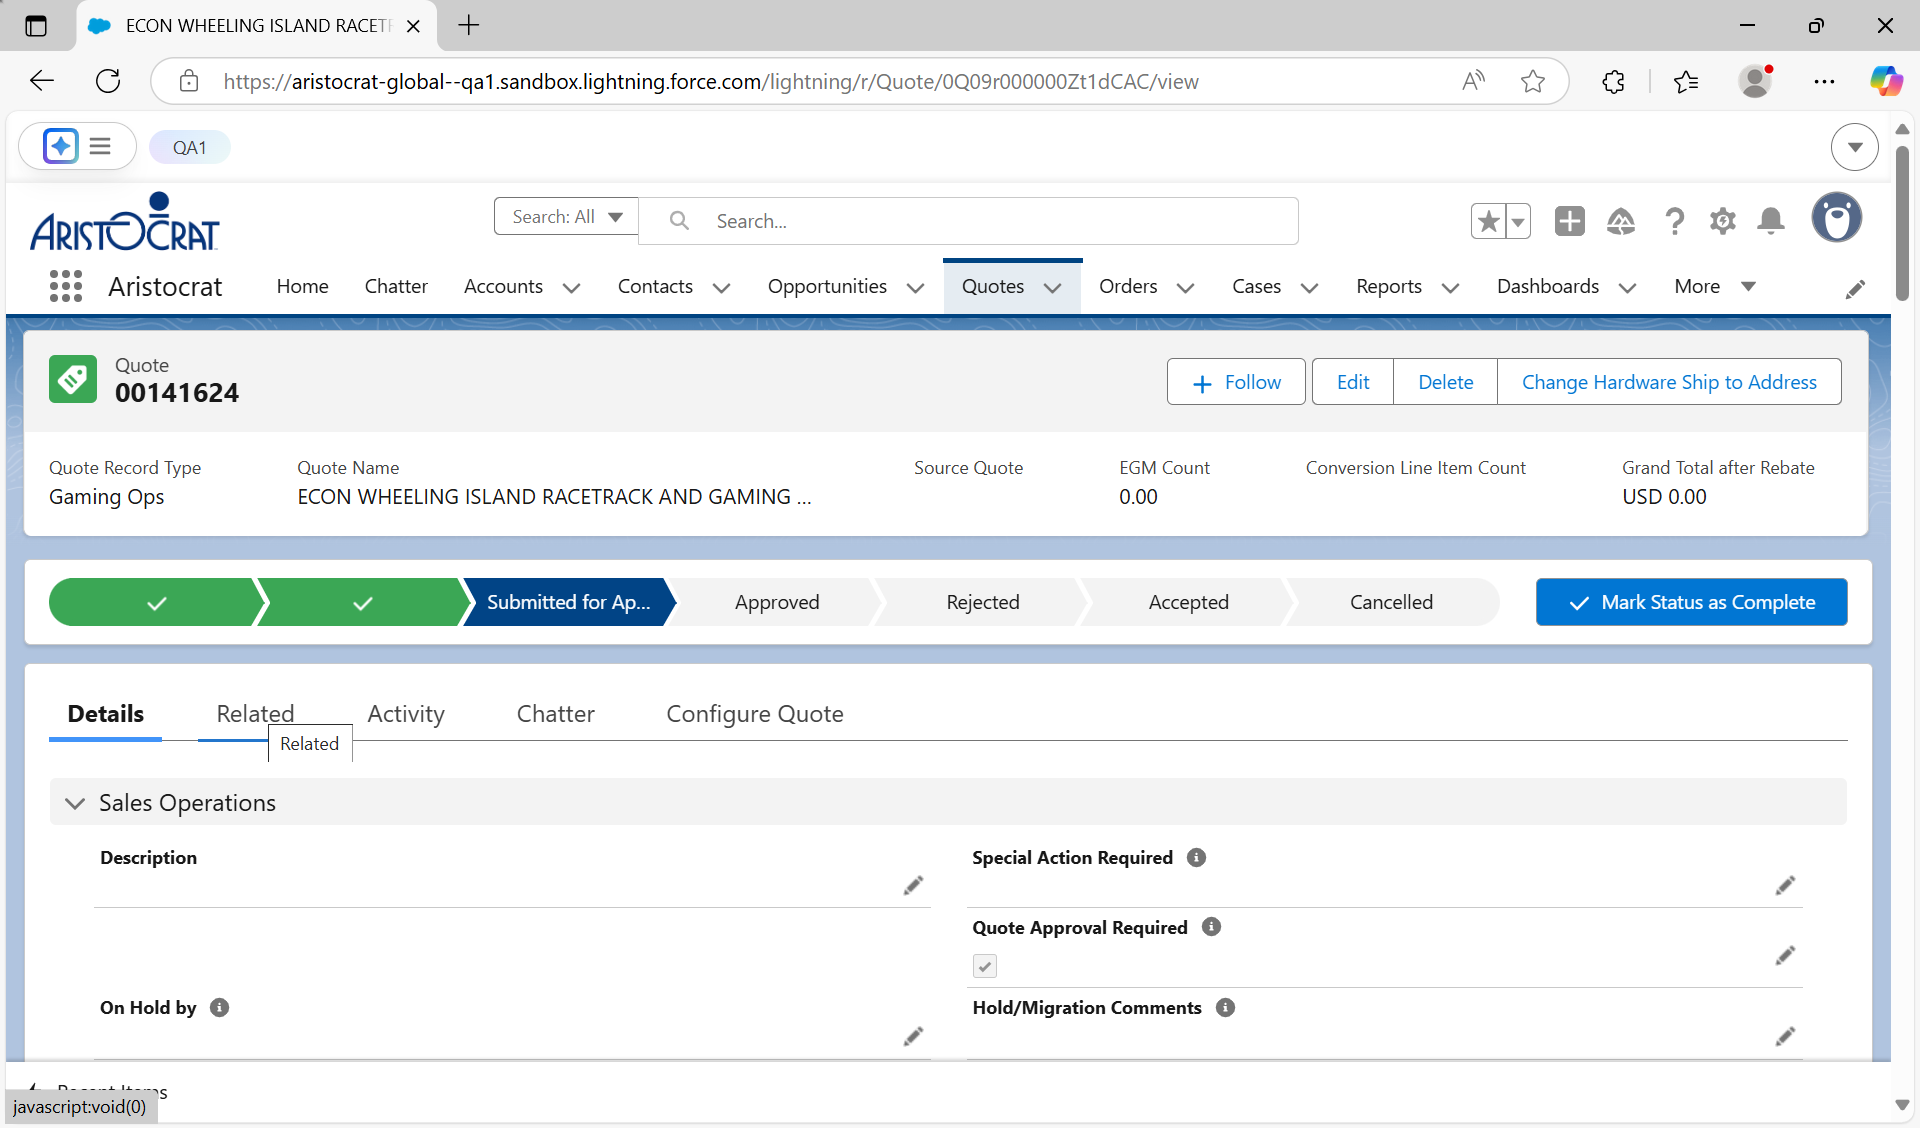 ECON WHEELING ISLAND RACETR
https://aristocrat-global--qa1.sandbox.lightning.force.com/lightning/r/Quote/0Q09r000000Zt1dCAC/view
QA1
ARISTOCRAT
Search: All
Search...
Aristocrat
Home
Chatter
Accounts
Contacts
Opportunities
Quotes
Orders
Cases
Reports
Dashboards
More
Quote
00141624
Follow
Edit
Delete
Change Hardware Ship to Address
Quote Record Type
Gaming Ops
Quote Name
ECON WHEELING ISLAND RACETRACK AND GAMING ...
Source Quote
EGM Count
0.00
Conversion Line Item Count
Grand Total after Rebate
USD 0.00
Submitted for Ap...
Approved
Rejected
Accepted
Cancelled
Mark Status as Complete
Details
Related
Activity
Chatter
Configure Quote
Related
Sales Operations
Description
Special Action Required
Quote Approval Required
On Hold by
Hold/Migration Comments
Recent Items
javascript:void(0)